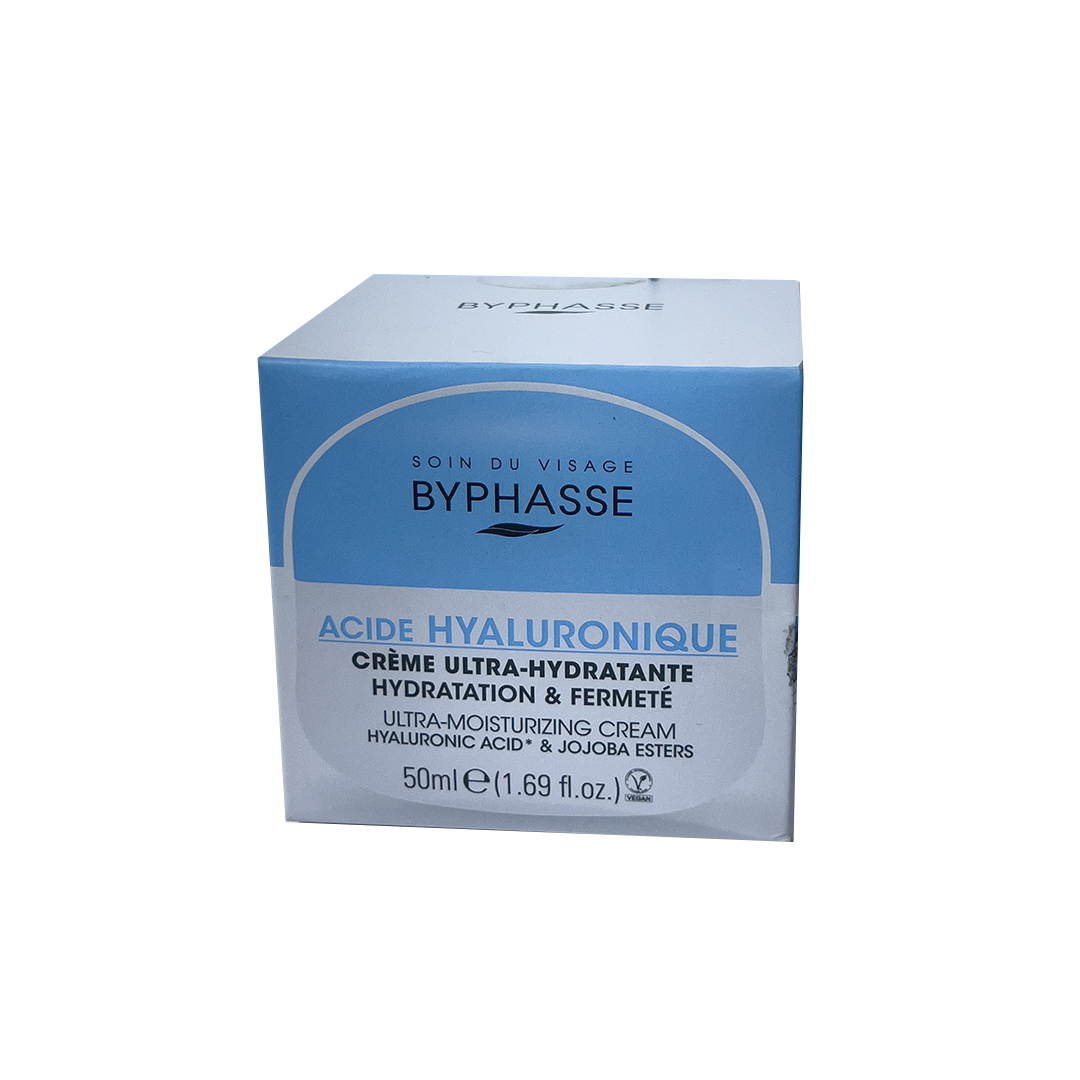 BYPHASSE
SOIN DU VISAGE
BYPHASSE
ACIDE HYALURONIQUE
CRÈME ULTRA-HYDRATANTE
HYDRATATION & FERMETÉ
ULTRA-MOISTURIZING CREAM
HYALURONIC ACID* & JOJOBA ESTERS
50ml ℮ (1.69 fl.oz.)
VEGAN